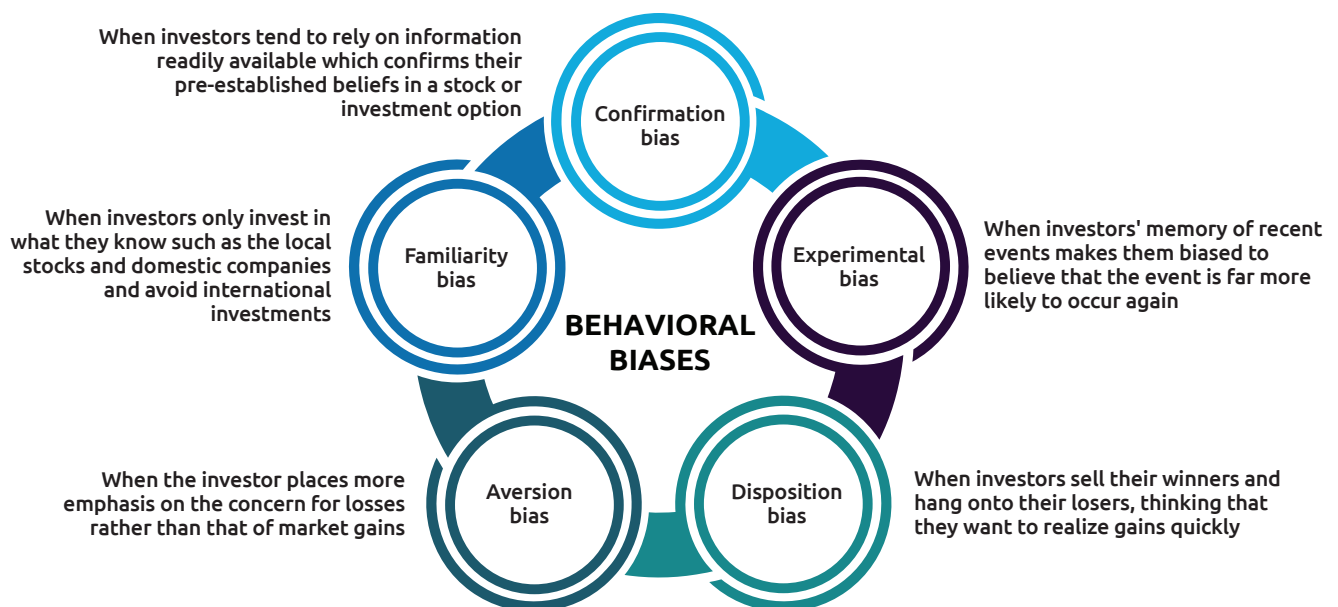 When investors tend to rely on information
readily available which confirms their
pre-established beliefs in a stock or
investment option
Confirmation
bias
When investors only invest in
what they know such as the local
stocks and domestic companies
and avoid international
investments
Familiarity
bias
Experimental
bias
When investors' memory of recent
events makes them biased to
believe that the event is far more
likely to occur again
BEHAVIORAL
BIASES
When the investor places more
emphasis on the concern for losses
rather than that of market gains
Aversion
bias
Disposition
bias
When investors sell their winners and
hang onto their losers, thinking that
they want to realize gains quickly